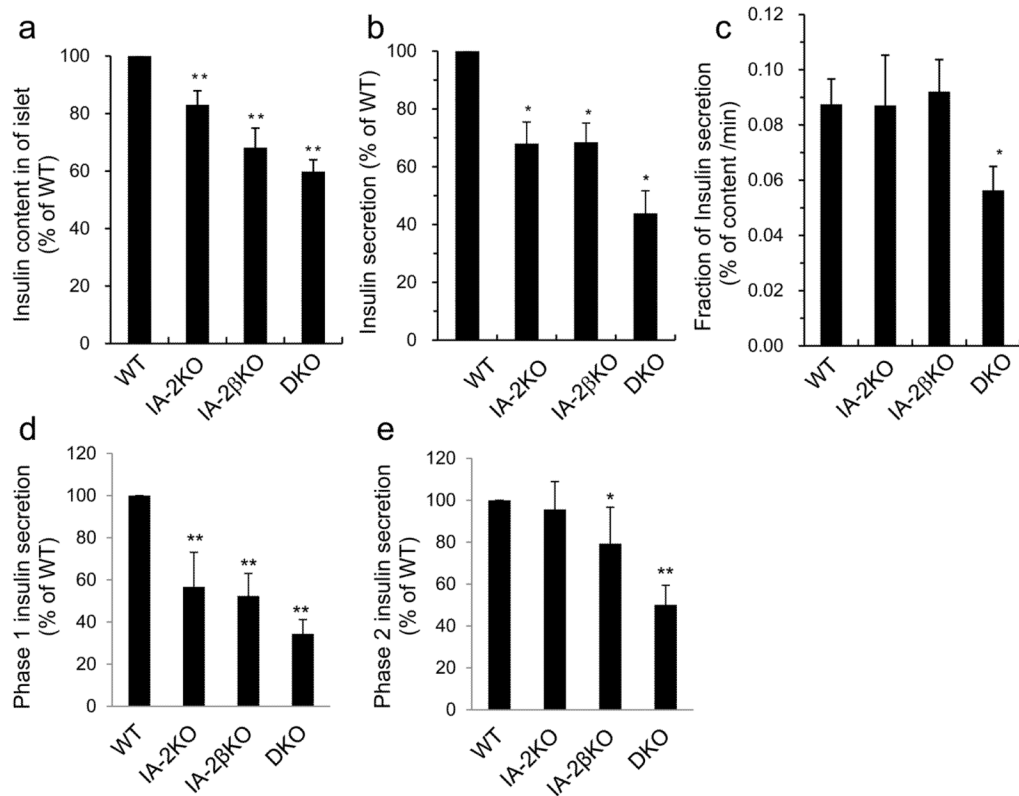 a
Insulin content in of islet
(% of WT)
100
80
60
40
20
0
**
**
**
WT
IA-2KO
IA-2βKO
DKO
b
Insulin secretion (% of WT)
100
80
60
40
20
0
*
*
*
WT
IA-2KO
IA-2βKO
DKO
c
Fraction of Insulin secretion
(% of content /min)
0.12
0.10
0.08
0.06
0.04
0.02
0.00
*
WT
IA-2KO
IA-2βKO
DKO
d
Phase 1 insulin secretion
(% of WT)
120
100
80
60
40
20
0
**
**
**
WT
IA-2KO
IA-2βKO
DKO
e
Phase 2 insulin secretion
(% of WT)
120
100
80
60
40
20
0
*
**
WT
IA-2KO
IA-2βKO
DKO